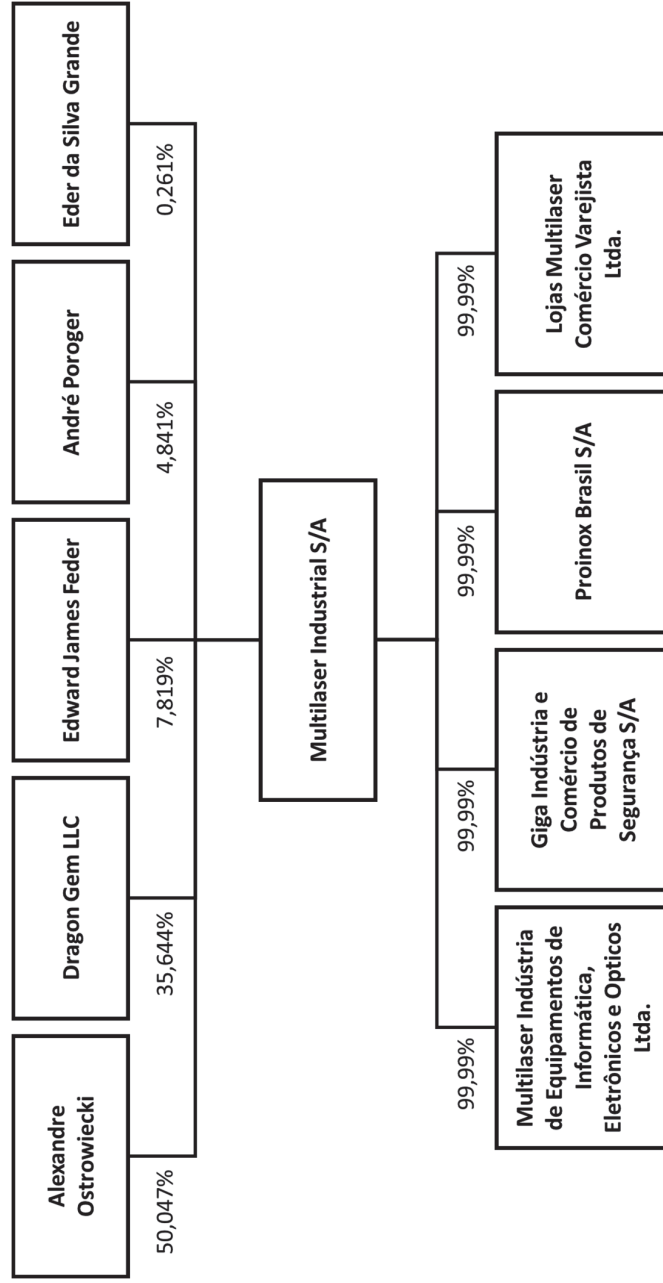 Alexandre
Ostrowiecki
Dragon Gem LLC
Edward James Feder
André Poroger
Eder da Silva Grande
50,047%
35,644%
7,819%
4,841%
0,261%
Multilaser Industrial S/A
99,99%
99,99%
99,99%
99,99%
Multilaser Indústria
de Equipamentos de
Informática,
Eletrônicos e Opticos
Ltda.
Giga Indústria e
Comércio de
Produtos de
Segurança S/A
Proinox Brasil S/A
Lojas Multilaser
Comércio Varejista
Ltda.